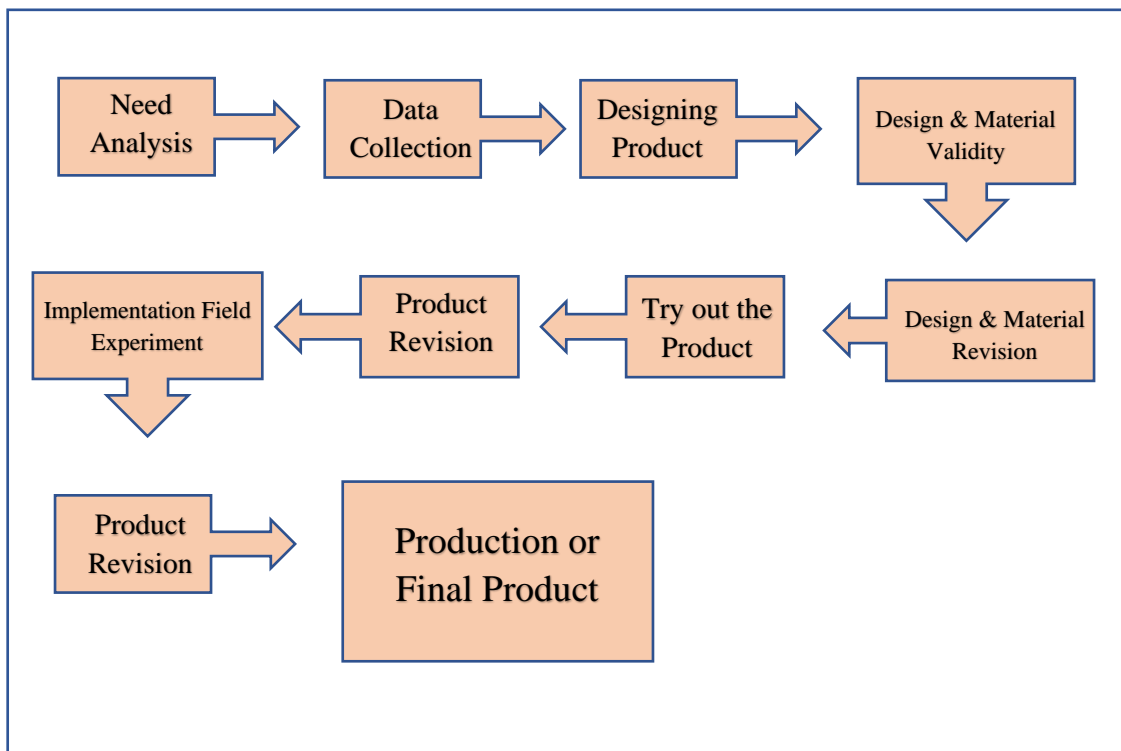 Need
Analysis
Data
Collection
Designing
Product
Design & Material
Validity
Design & Material
Revision
Try out the
Product
Product
Revision
Implementation Field
Experiment
Product
Revision
Production or
Final Product